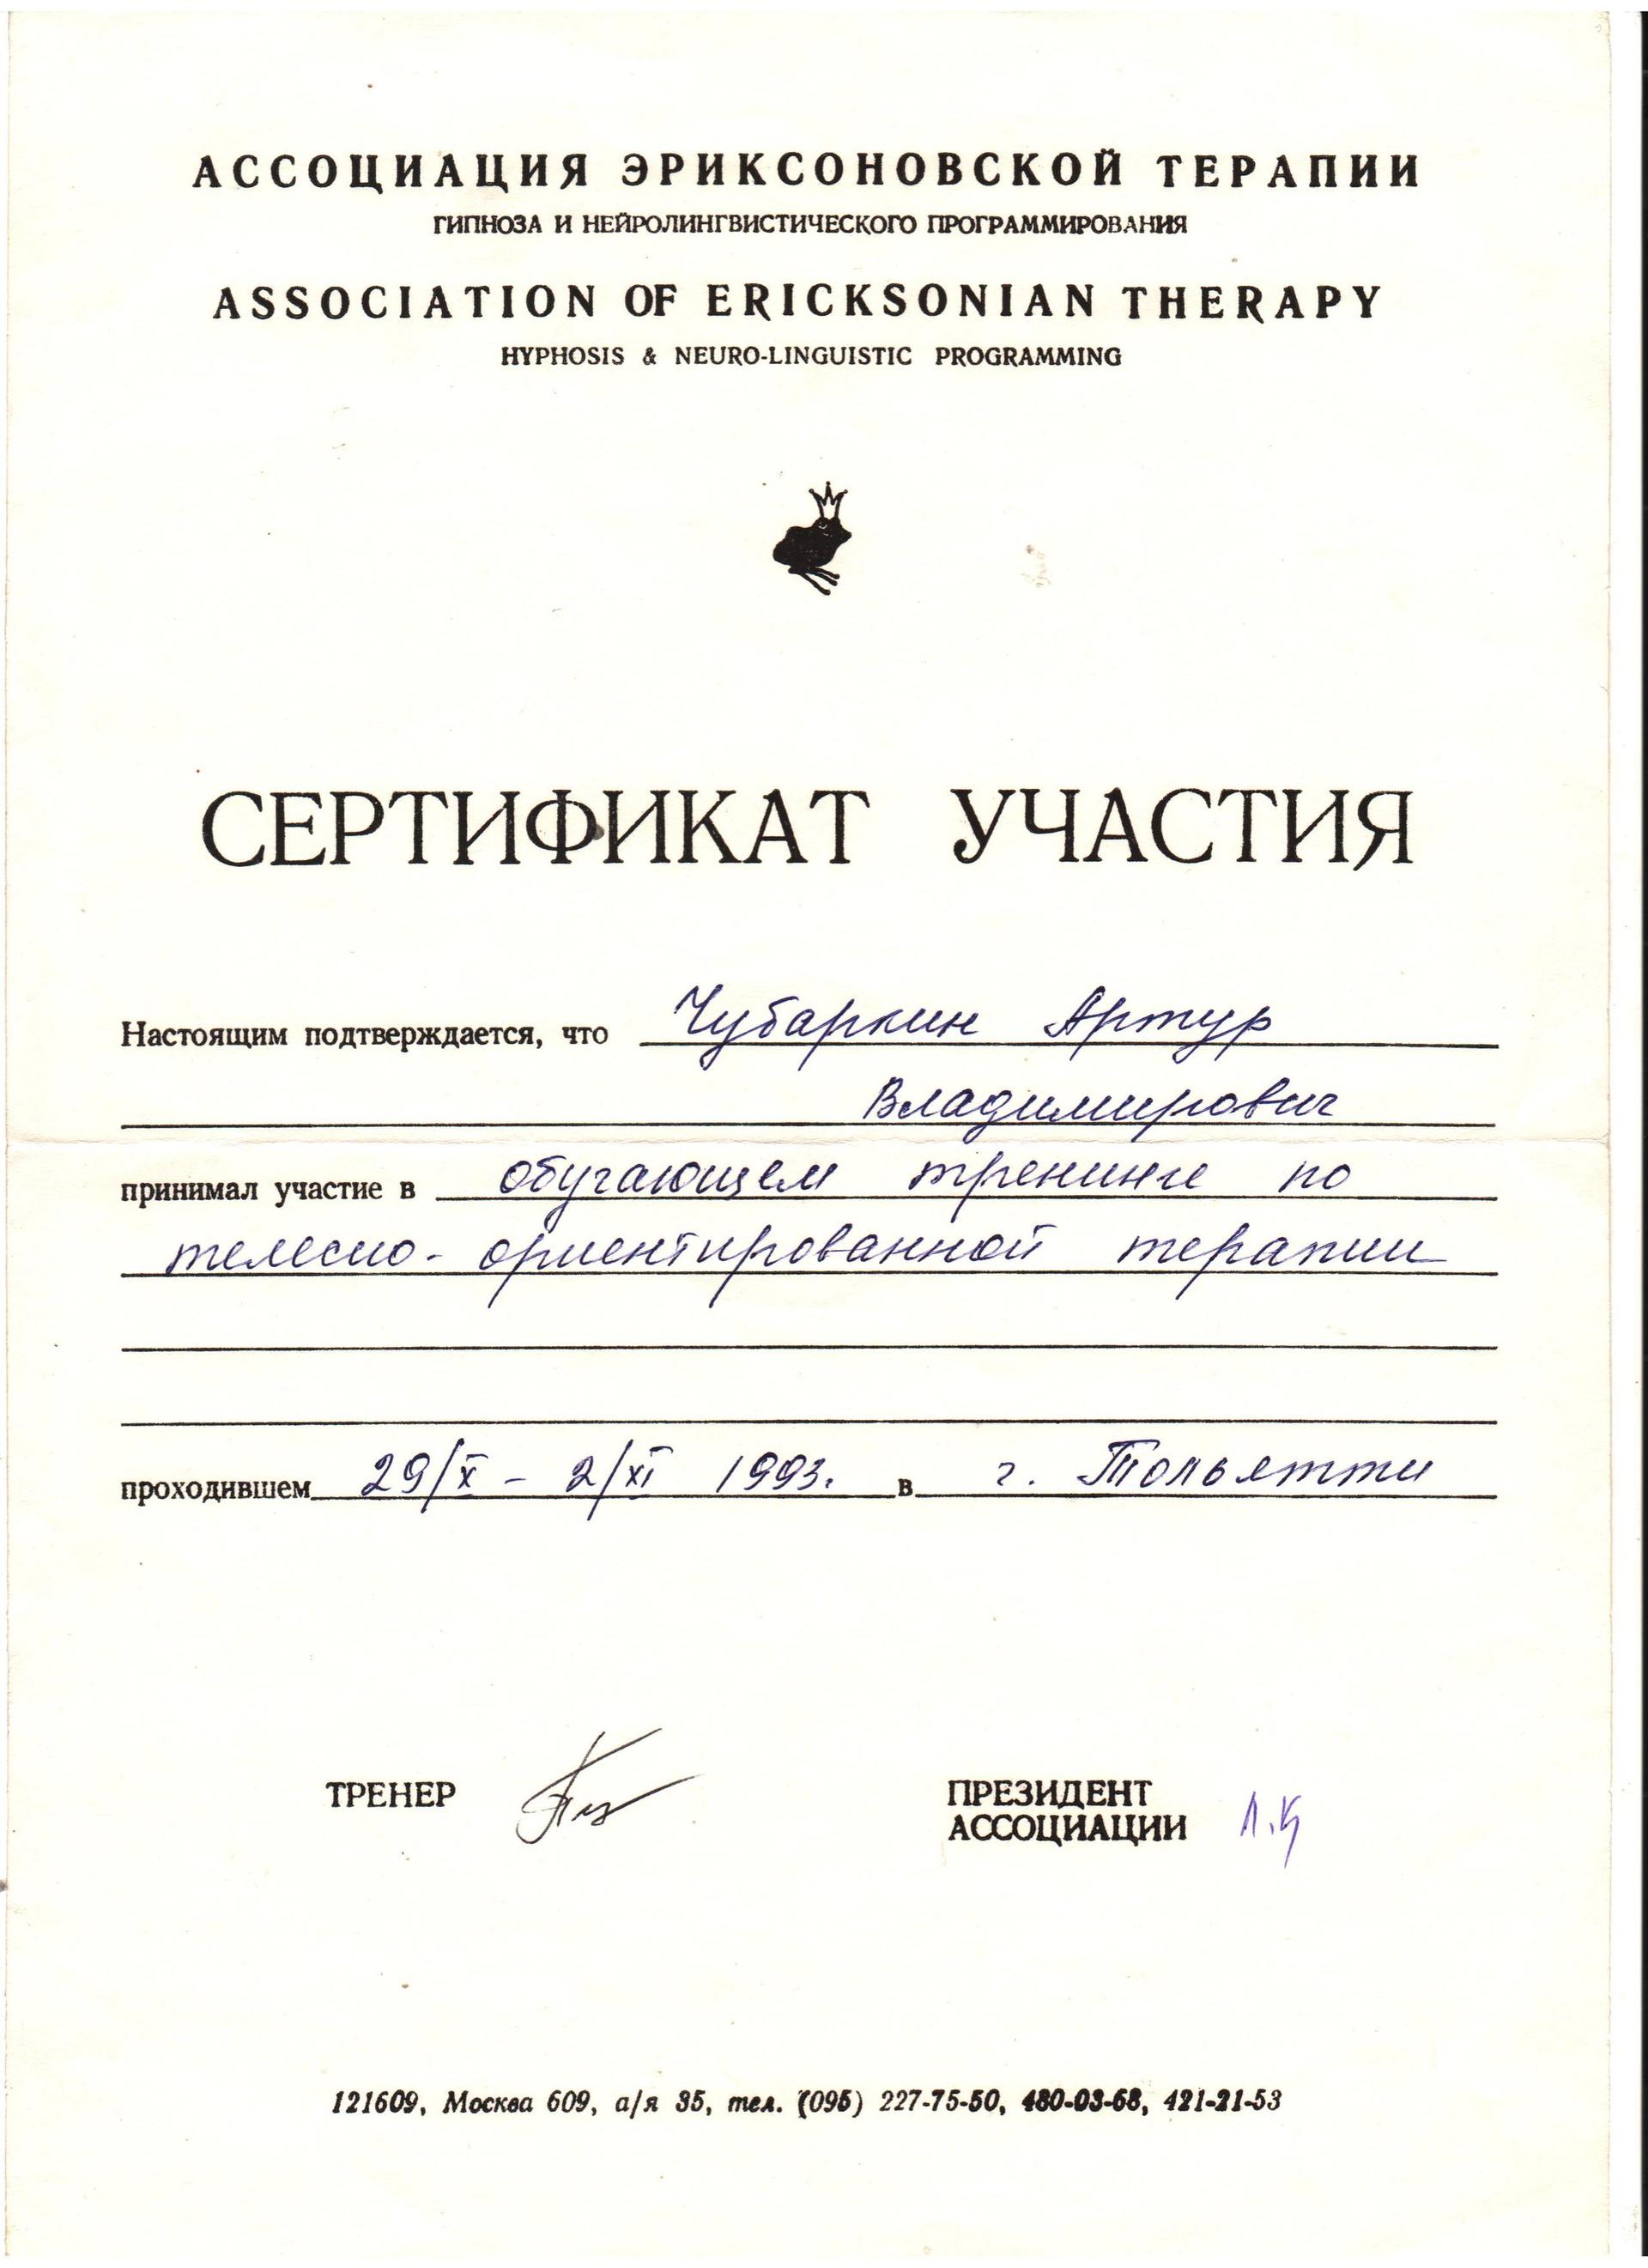 АССОЦИАЦИЯ ЭРИКСОНОВСКОЙ ТЕРАПИИ
ГИПНОЗА И НЕЙРОЛИНГВИСТИЧЕСКОГО ПРОГРАММИРОВАНИЯ
ASSOCIATION OF ERICKSONIAN THERAPY
HYPHOSIS & NEURO-LINGUISTIC PROGRAMMING
СЕРТИФИКАТ УЧАСТИЯ
Настоящим подтверждается, что Чубаркин Артур
Владимирович
принимал участие в обучающем тренинге по
телесно-ориентированной терапии
проходившем 29/X - 2/XI 1993. в г. Тольятти
ТРЕНЕР
ПРЕЗИДЕНТ
АССОЦИАЦИИ
121609, Москва 609, а/я 35, тел. (095) 227-75-50, 480-03-68, 421-21-53